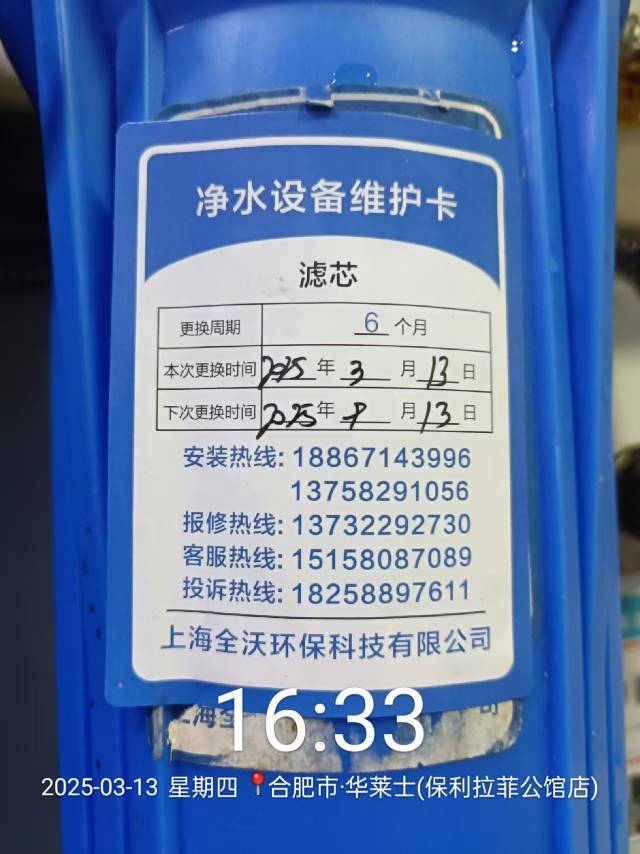 净水设备维护卡
滤芯
更换周期 6 个月
本次更换时间 2025 年 3 月 13 日
下次更换时间 2025 年 9 月 13 日
安装热线: 18867143996
13758291056
报修热线: 13732292730
客服热线: 15158087089
投诉热线: 18258897611
上海全沃环保科技有限公司
上海全
司
16:33
2025-03-13 星期四 📍合肥市·华莱士(保利拉菲公馆店)